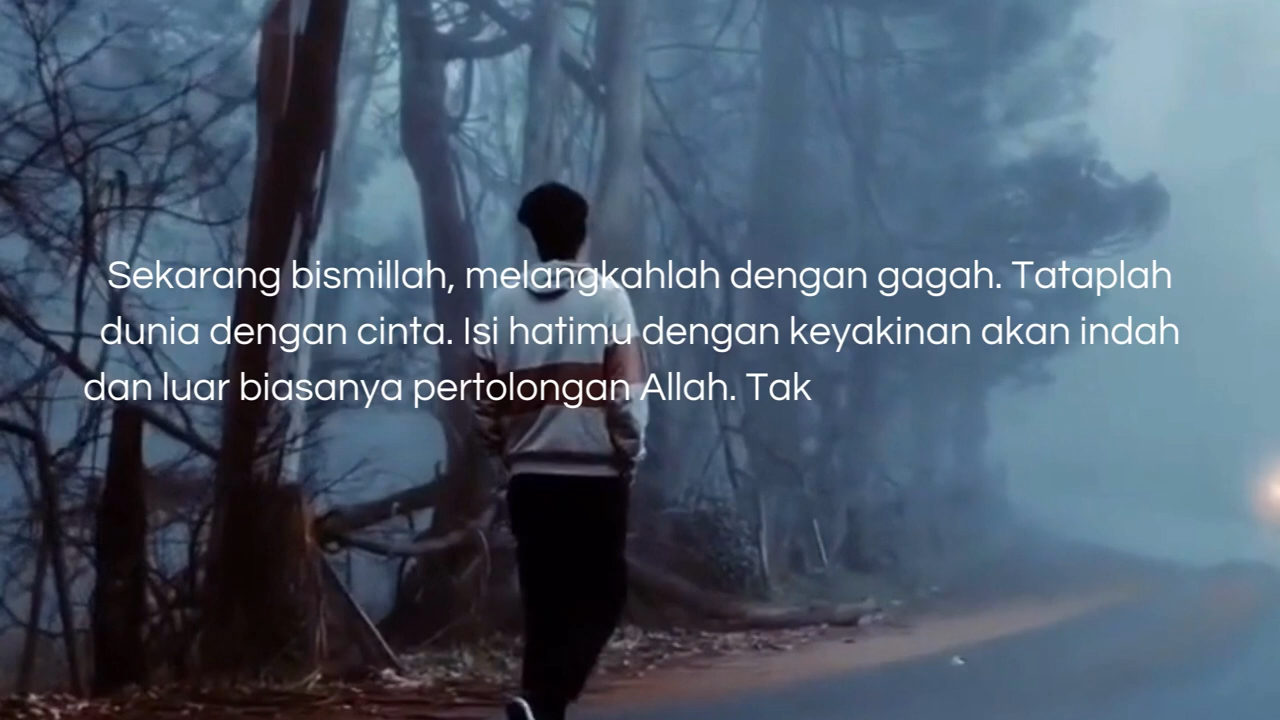 Sekarang bismillah, melangkahlah dengan gagah. Tataplah
dunia dengan cinta. Isi hatimu dengan keyakinan akan indah
dan luar biasanya pertolongan Allah. Tak